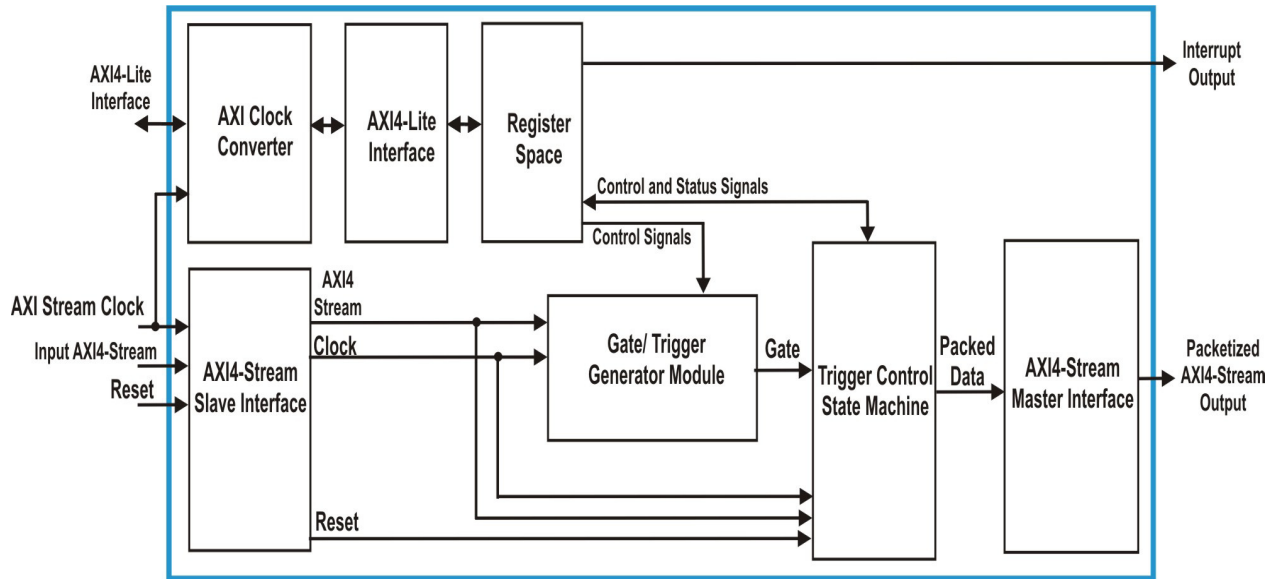 AXI4-Lite
Interface
AXI Clock
Converter
AXI4-Lite
Interface
Register
Space
Interrupt
Output
Control and Status Signals
Control Signals
AXI Stream Clock
Input AXI4-Stream
Reset
AXI4-Stream
Slave Interface
AXI4
Stream
Clock
Reset
Gate/ Trigger
Generator Module
Gate
Trigger Control
State Machine
Packed
Data
AXI4-Stream
Master Interface
Packetized
AXI4-Stream
Output